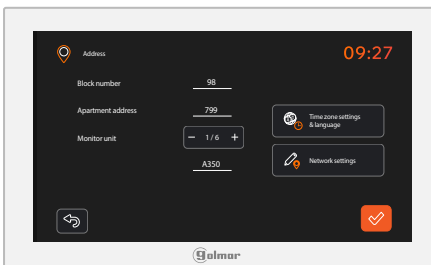 Address
09:27
Block number
98
Apartment address
799
Time zone settings
& language
Monitor unit
− 1 / 6 +
A350
Network settings
golmar